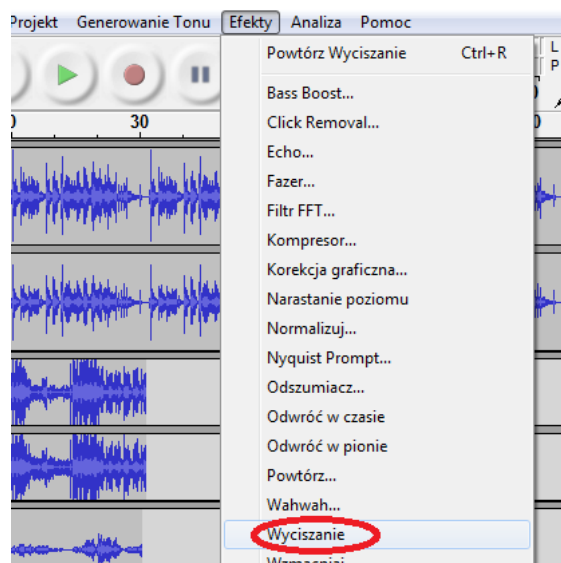 Projekt Generowanie Tonu Efekty Analiza Pomoc
Powtórz Wyciszanie Ctrl+R
L
P
30
Bass Boost...
Click Removal...
Echo...
Fazer...
Filtr FFT...
Kompresor...
Korekcja graficzna...
Narastanie poziomu
Normalizuj...
Nyquist Prompt...
Odszumiacz...
Odwróć w czasie
Odwróć w pionie
Powtórz...
Wahwah...
Wyciszanie